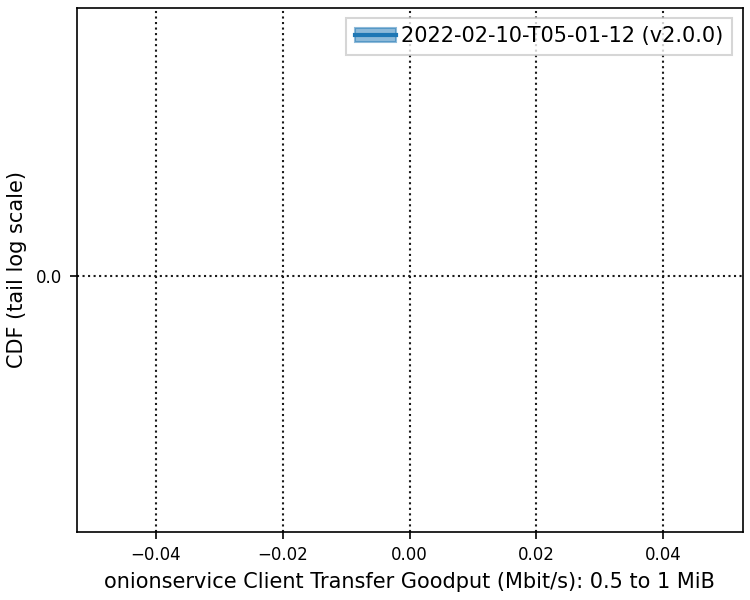 2022-02-10-T05-01-12 (v2.0.0)
CDF (tail log scale)
0.0
−0.04
−0.02
0.00
0.02
0.04
onionservice Client Transfer Goodput (Mbit/s): 0.5 to 1 MiB